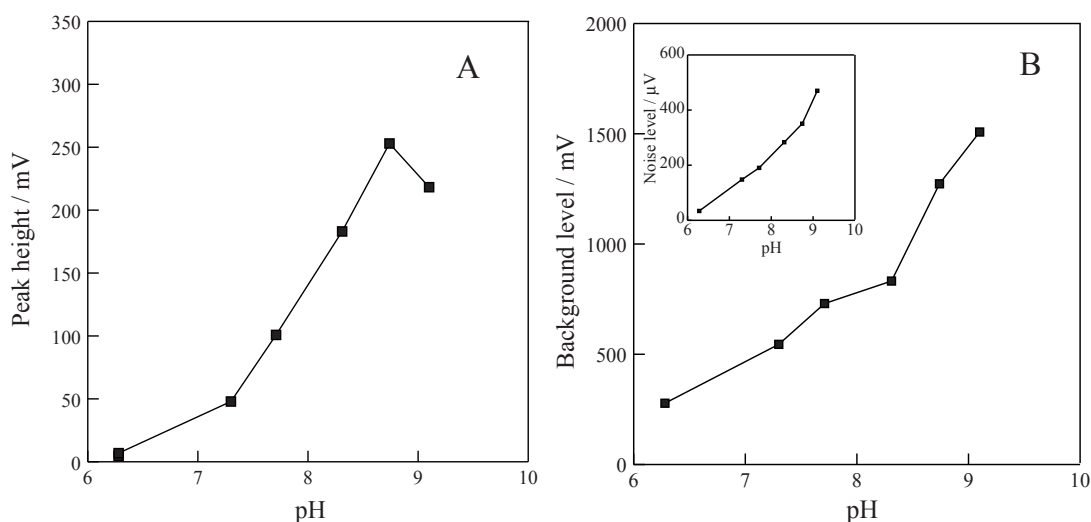 A
Peak height / mV
350
300
250
200
150
100
50
0
6 7 8 9 10
pH
B
Background level / mV
2000
1500
1000
500
0
6 7 8 9 10
pH
Noise level / μV
600
400
200
0
6 7 8 9 10
pH